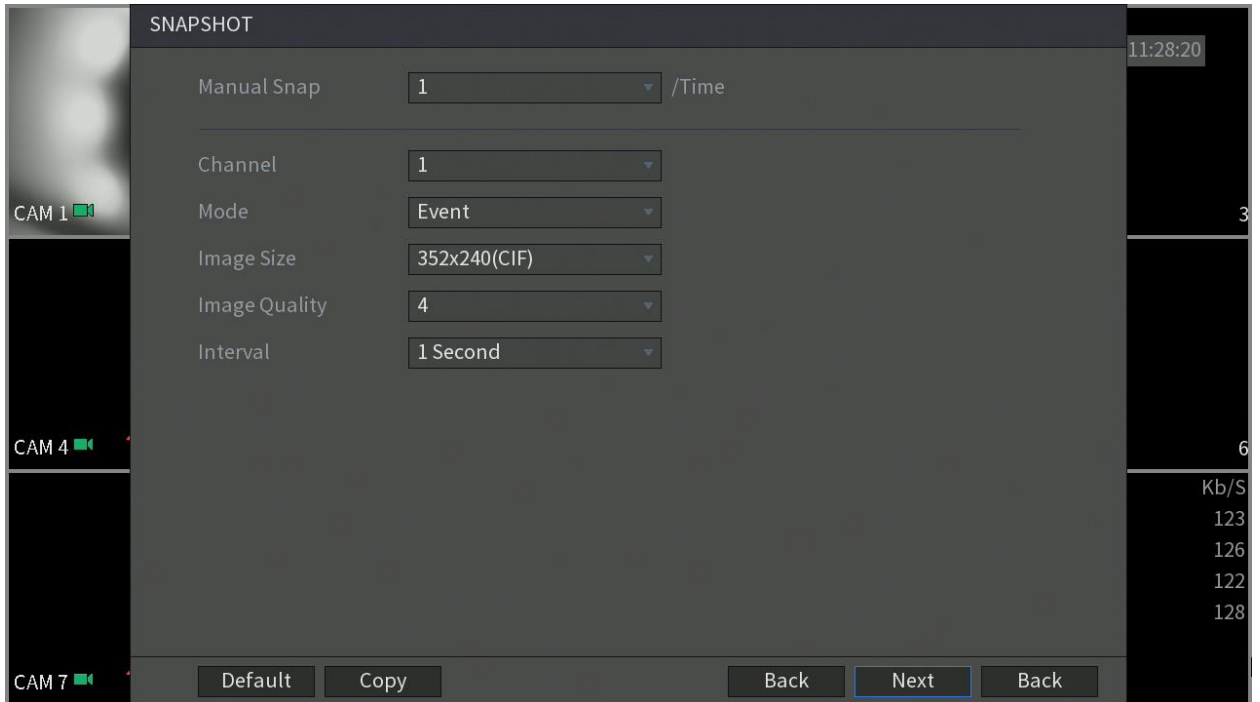 SNAPSHOT
11:28:20
Manual Snap 1 /Time
Channel 1
Mode Event
CAM 1
3
Image Size 352x240(CIF)
Image Quality 4
Interval 1 Second
CAM 4
6
Kb/S
123
126
122
128
CAM 7
Default Copy Back Next Back